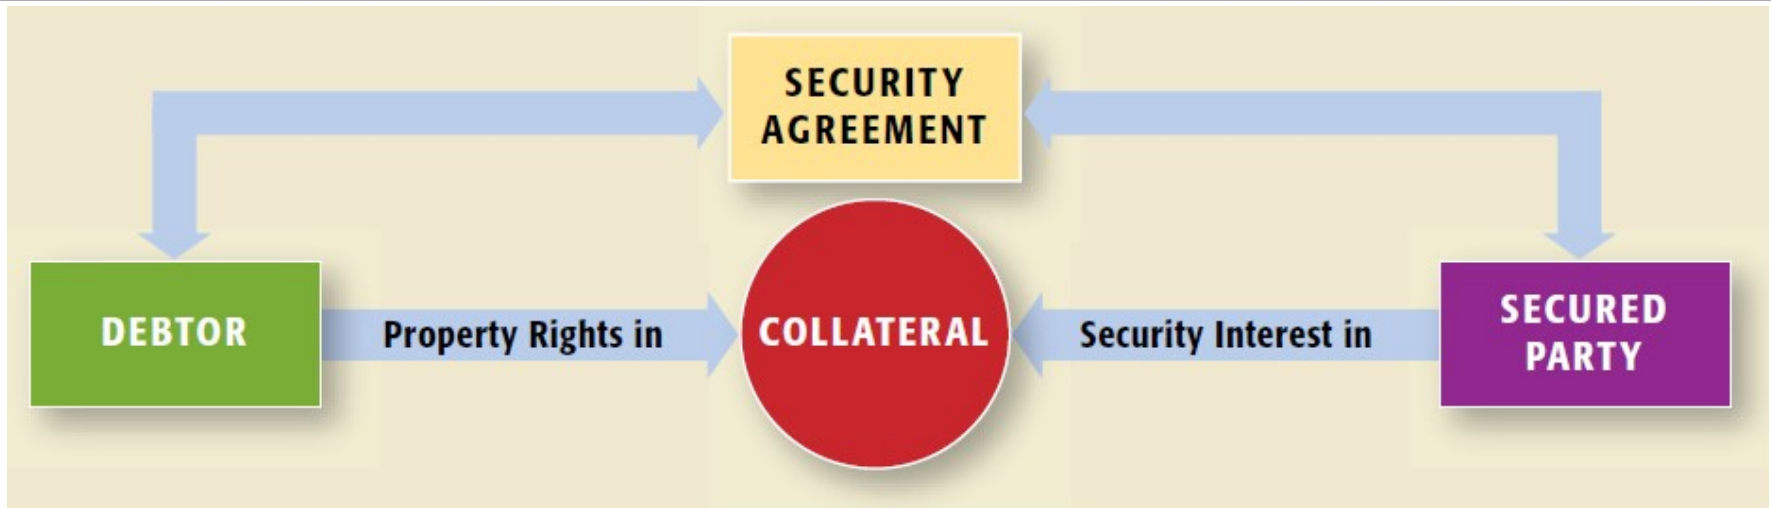 SECURITY
AGREEMENT
DEBTOR
Property Rights in
COLLATERAL
Security Interest in
SECURED
PARTY